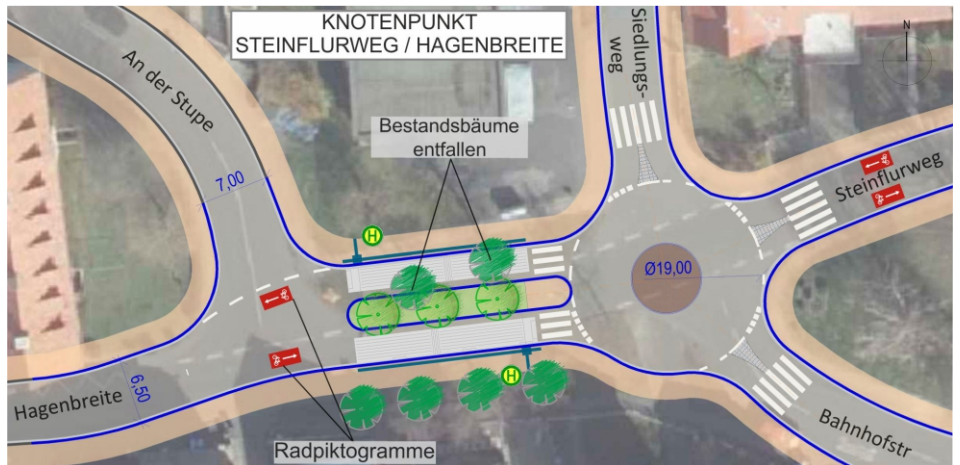 KNOTENPUNKT
STEINFLURWEG / HAGENBREITE
N
An der Stupe
Siedlungs-
weg
Bestandsbäume
entfallen
Steinflurweg
7,00
H
Ø19,00
6,50
Hagenbreite
H
Bahnhofstr
Radpiktogramme